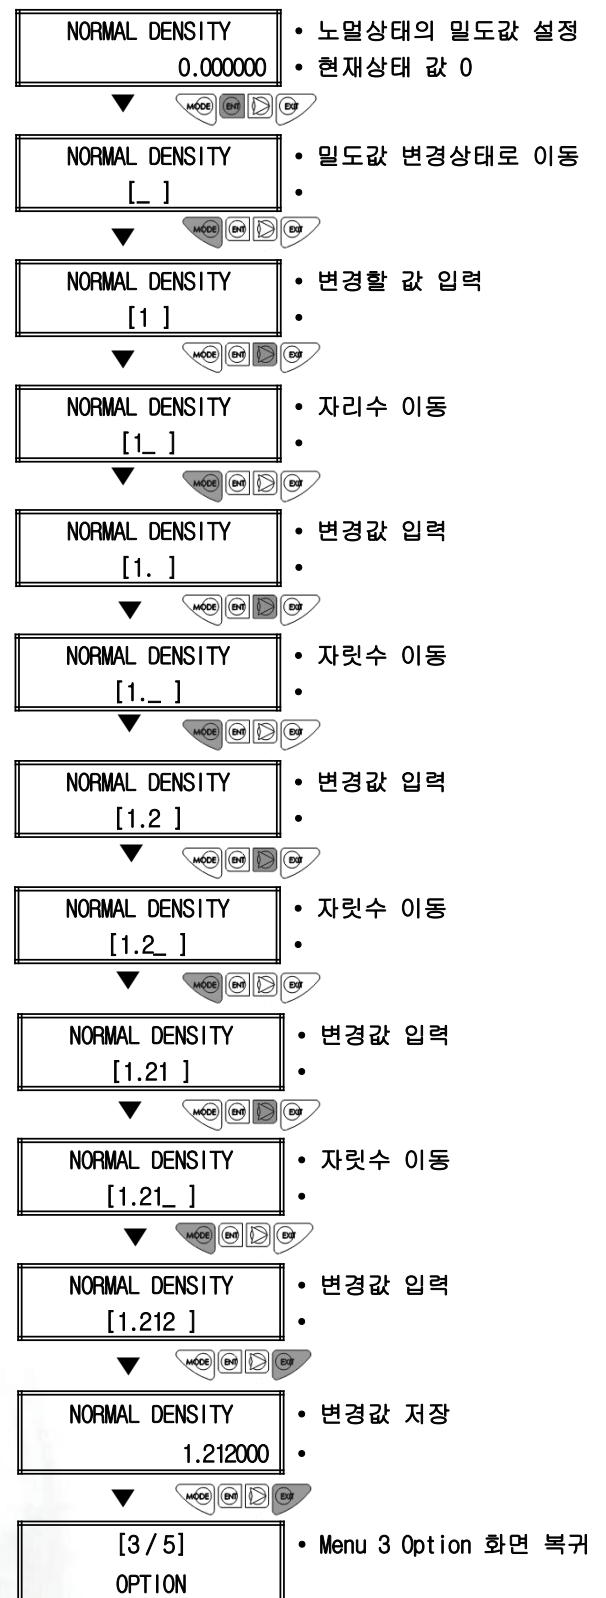 NORMAL DENSITY • 노멀상태의 밀도값 설정
0.000000 • 현재상태 값 0
▼ MODE ENT EXIT
NORMAL DENSITY • 밀도값 변경상태로 이동
[_ ] •
▼ MODE ENT EXIT
NORMAL DENSITY • 변경할 값 입력
[1 ] •
▼ MODE ENT EXIT
NORMAL DENSITY • 자리수 이동
[1_ ] •
▼ MODE ENT EXIT
NORMAL DENSITY • 변경값 입력
[1. ] •
▼ MODE ENT EXIT
NORMAL DENSITY • 자릿수 이동
[1._ ] •
▼ MODE ENT EXIT
NORMAL DENSITY • 변경값 입력
[1.2 ] •
▼ MODE ENT EXIT
NORMAL DENSITY • 자릿수 이동
[1.2_ ] •
▼ MODE ENT EXIT
NORMAL DENSITY • 변경값 입력
[1.21 ] •
▼ MODE ENT EXIT
NORMAL DENSITY • 자릿수 이동
[1.21_ ] •
▼ MODE ENT EXIT
NORMAL DENSITY • 변경값 입력
[1.212 ] •
▼ MODE ENT EXIT
NORMAL DENSITY • 변경값 저장
1.212000 •
▼ MODE ENT EXIT
[3/5] • Menu 3 Option 화면 복귀
OPTION